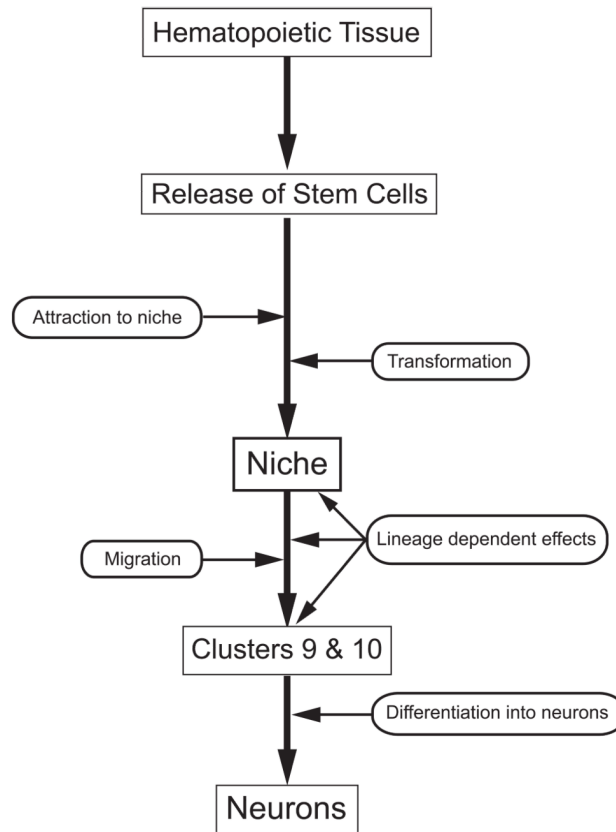 Hematopoietic Tissue
Release of Stem Cells
Attraction to niche
Transformation
Niche
Lineage dependent effects
Migration
Clusters 9 & 10
Differentiation into neurons
Neurons